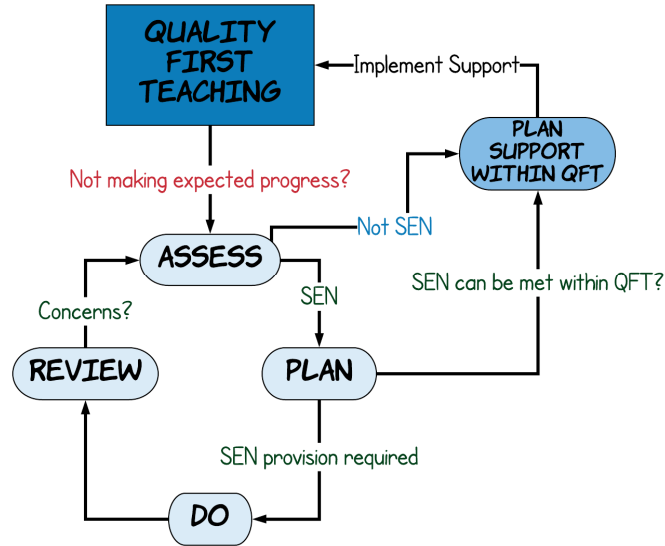 QUALITY
FIRST
TEACHING
Implement Support
PLAN
SUPPORT
WITHIN QFT
Not making expected progress?
Not SEN
ASSESS
SEN
SEN can be met within QFT?
Concerns?
REVIEW
PLAN
SEN provision required
DO